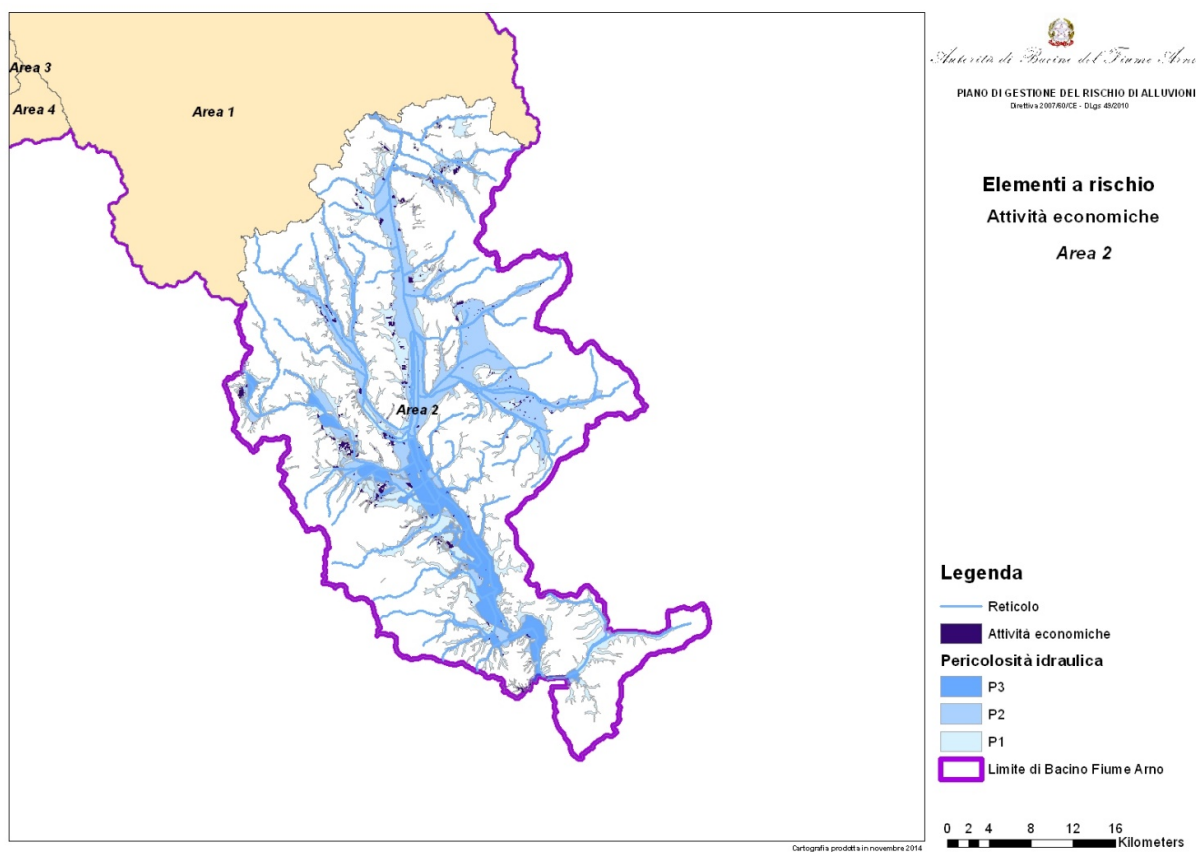 Area 3
Area 4
Area 1
Area 2
Autorità di Bacino del Fiume Arno
PIANO DI GESTIONE DEL RISCHIO DI ALLUVIONI
Direttiva 2007/60/CE - DLgs 49/2010
Elementi a rischio
Attività economiche
Area 2
Legenda
Reticolo
Attività economiche
Pericolosità idraulica
P3
P2
P1
Limite di Bacino Fiume Arno
0 2 4 8 12 16
Kilometers
Cartografia prodotta in novembre 2014